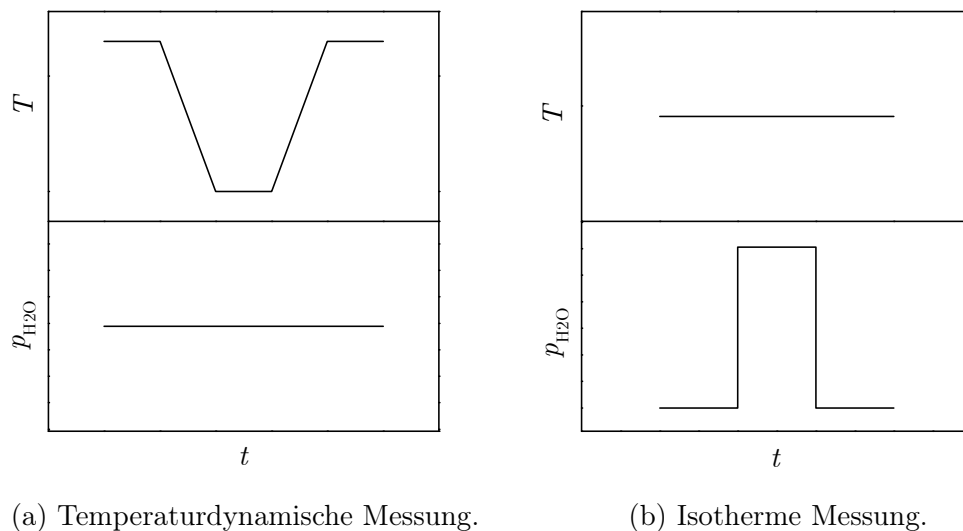 T
p_H2O
t
(a) Temperaturdynamische Messung.
T
p_H2O
t
(b) Isotherme Messung.